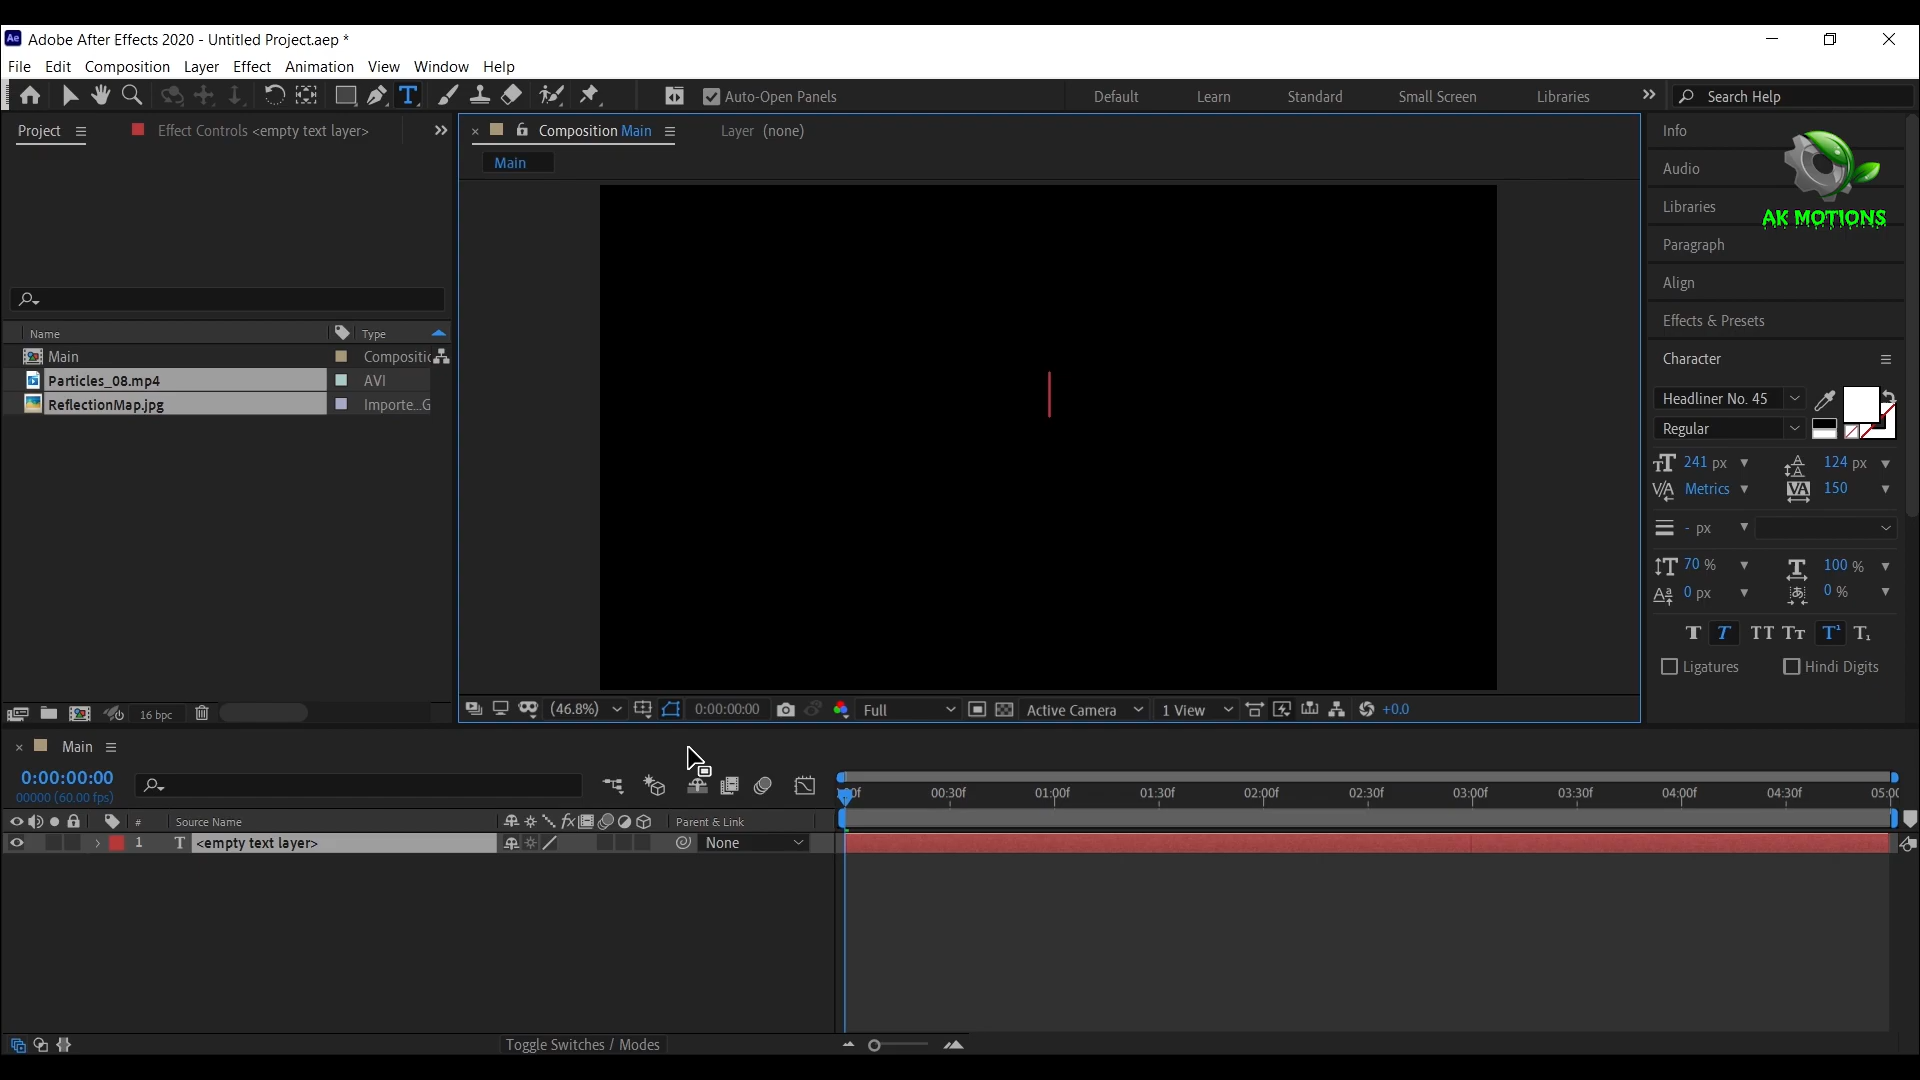 Adobe After Effects 2020 - Untitled Project.aep *
File Edit Composition Layer Effect Animation View Window Help
Auto-Open Panels
Default Learn Standard Small Screen Libraries
Search Help
Project
Effect Controls <empty text layer>
Composition Main
Layer (none)
Main
Info
Audio
Libraries
Paragraph
Align
Effects & Presets
Character
AK MOTIONS
Name Type
Main Compositic
Particles_08.mp4 AVI
ReflectionMap.jpg Importe...G
Headliner No. 45
Regular
241 px 124 px
Metrics 150
- px
70 % 100 %
0 px 0 %
Ligatures Hindi Digits
16 bpc
(46.8%) 0:00:00:00 Full Active Camera 1 View +0.0
Main
0:00:00:00
00000 (60.00 fps)
00f 00:30f 01:00f 01:30f 02:00f 02:30f 03:00f 03:30f 04:00f 04:30f 05:00
# Source Name fx Parent & Link
1 T <empty text layer> None
Toggle Switches / Modes